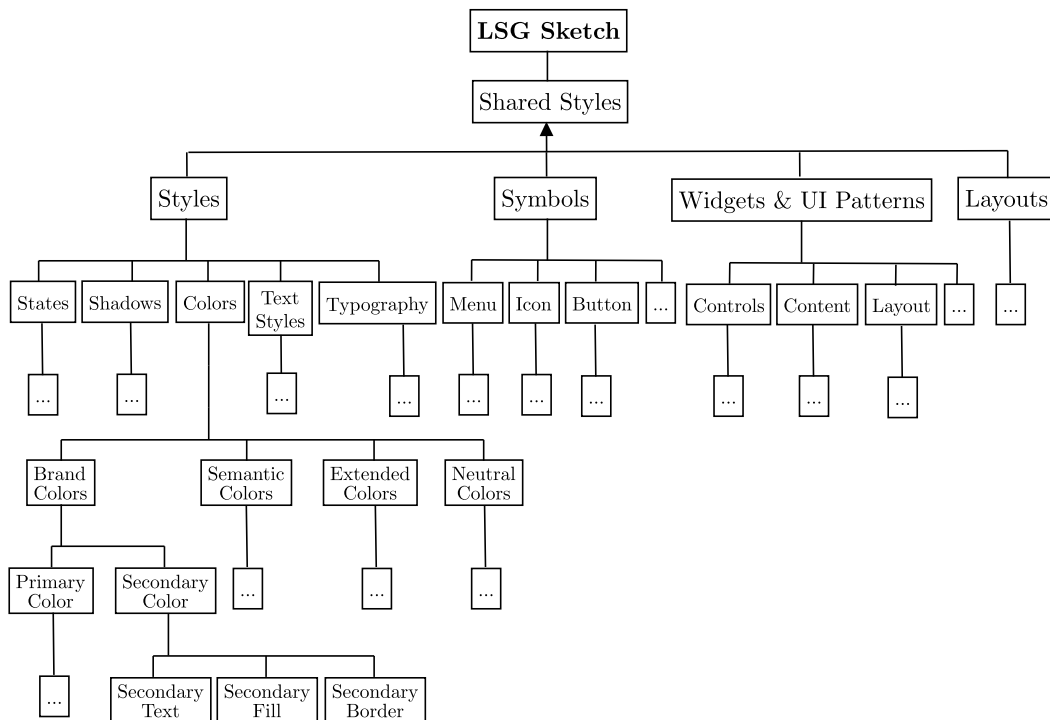 LSG Sketch
Shared Styles
Styles
Symbols
Widgets & UI Patterns
Layouts
States
Shadows
Colors
Text
Styles
Typography
Menu
Icon
Button
...
Controls
Content
Layout
...
...
...
...
...
...
...
...
...
...
...
...
Brand
Colors
Semantic
Colors
Extended
Colors
Neutral
Colors
Primary
Color
Secondary
Color
...
...
...
...
Secondary
Text
Secondary
Fill
Secondary
Border